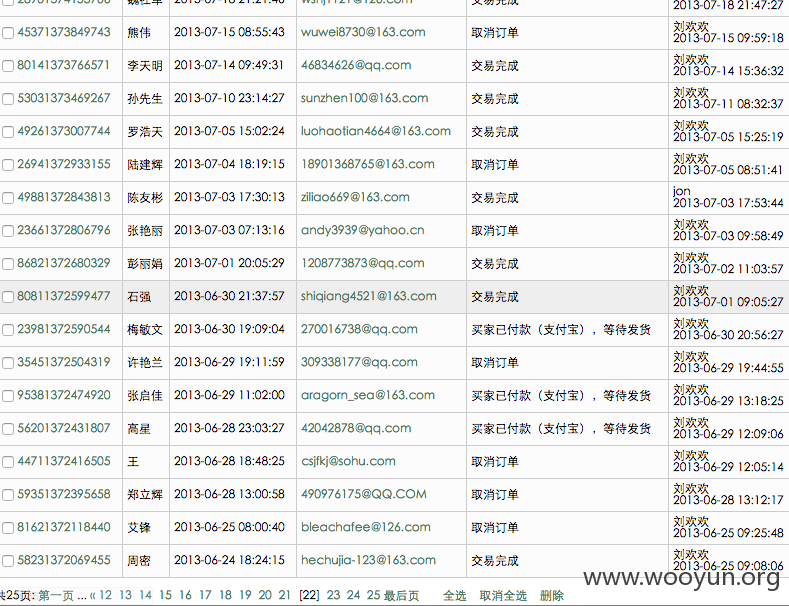 2013-07-18 21:47:27
45371373849743 熊伟 2013-07-15 08:55:43 wuwei8730@163.com 取消订单 刘欢欢
2013-07-15 09:59:18
80141373766571 李天明 2013-07-14 09:49:31 46834626@qq.com 交易完成 刘欢欢
2013-07-14 15:36:32
53031373469267 孙先生 2013-07-10 23:14:27 sunzhen100@163.com 交易完成 刘欢欢
2013-07-11 08:32:37
49261373007744 罗浩天 2013-07-05 15:02:24 luohaotian4664@163.com 交易完成 刘欢欢
2013-07-05 15:25:19
26941372933155 陆建辉 2013-07-04 18:19:15 18901368765@163.com 取消订单 刘欢欢
2013-07-05 08:51:41
49881372843813 陈友彬 2013-07-03 17:30:13 ziliao669@163.com 交易完成 jon
2013-07-03 17:53:44
23661372806796 张艳丽 2013-07-03 07:13:16 andy3939@yahoo.cn 取消订单 刘欢欢
2013-07-03 09:58:49
86821372680329 彭丽娟 2013-07-01 20:05:29 1208773873@qq.com 交易完成 刘欢欢
2013-07-02 11:03:57
80811372599477 石强 2013-06-30 21:37:57 shiqiang4521@163.com 交易完成 刘欢欢
2013-07-01 09:05:27
23981372590544 梅敏文 2013-06-30 19:09:04 270016738@qq.com 买家已付款（支付宝），等待发货 刘欢欢
2013-06-30 20:56:27
35451372504319 许艳兰 2013-06-29 19:11:59 309338177@qq.com 取消订单 刘欢欢
2013-06-29 19:44:55
95381372474920 张启佳 2013-06-29 11:02:00 aragorn_sea@163.com 买家已付款（支付宝），等待发货 刘欢欢
2013-06-29 13:18:25
56201372431807 高星 2013-06-28 23:03:27 42042878@qq.com 买家已付款（支付宝），等待发货 刘欢欢
2013-06-29 12:09:06
44711372416505 王 2013-06-28 18:48:25 csjfkj@sohu.com 取消订单 刘欢欢
2013-06-29 12:05:14
59351372395658 郑立辉 2013-06-28 13:00:58 490976175@QQ.COM 取消订单 刘欢欢
2013-06-28 13:12:17
81621372118440 艾锋 2013-06-25 08:00:40 bleachafee@126.com 取消订单 刘欢欢
2013-06-25 09:25:48
58231372069455 周密 2013-06-24 18:24:15 hechujia-123@163.com 交易完成 刘欢欢
2013-06-25 09:08:06
www.wooyun.org
共25页: 第一页 ... « 12 13 14 15 16 17 18 19 20 21 [22] 23 24 25 最后页 全选 取消全选 删除